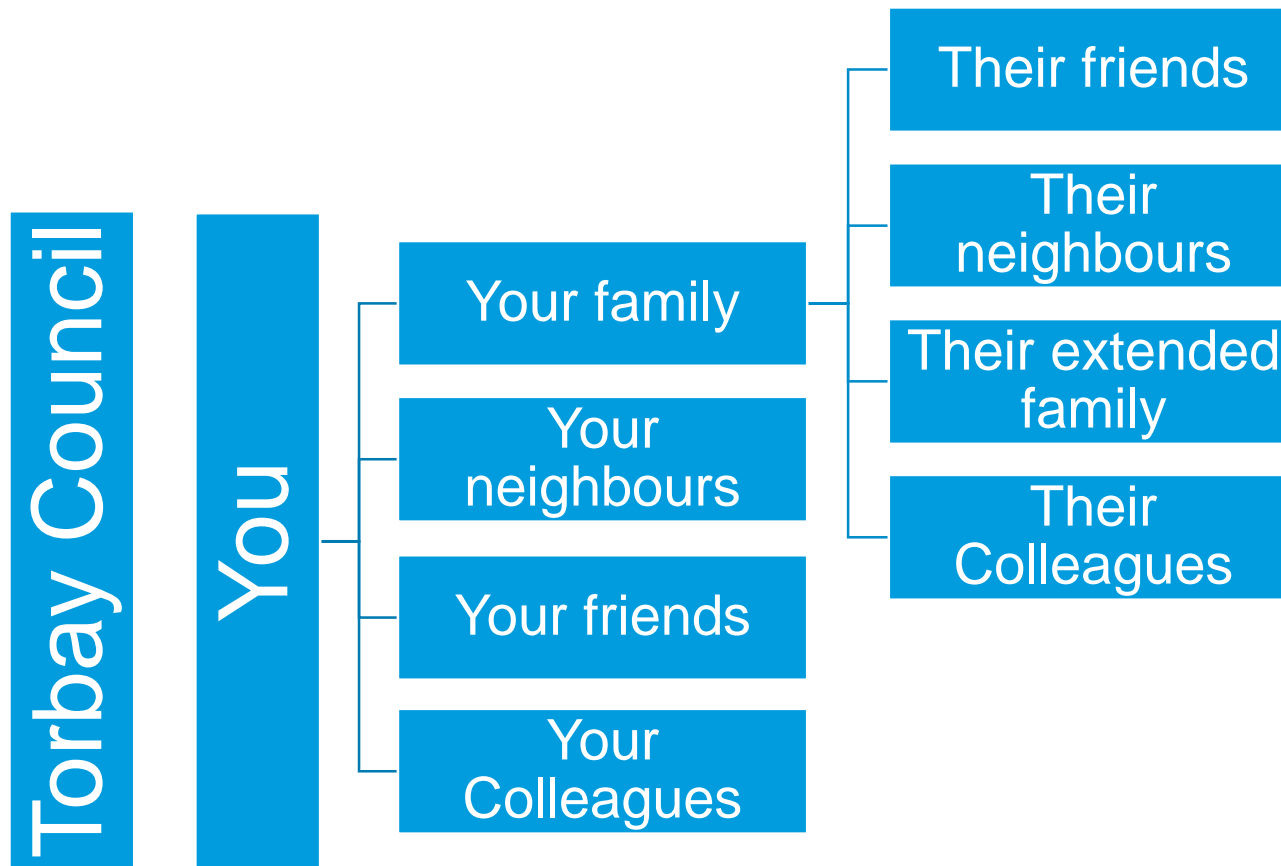 Torbay Council
You
Your family
Your
neighbours
Your friends
Your
Colleagues
Their friends
Their
neighbours
Their extended
family
Their
Colleagues